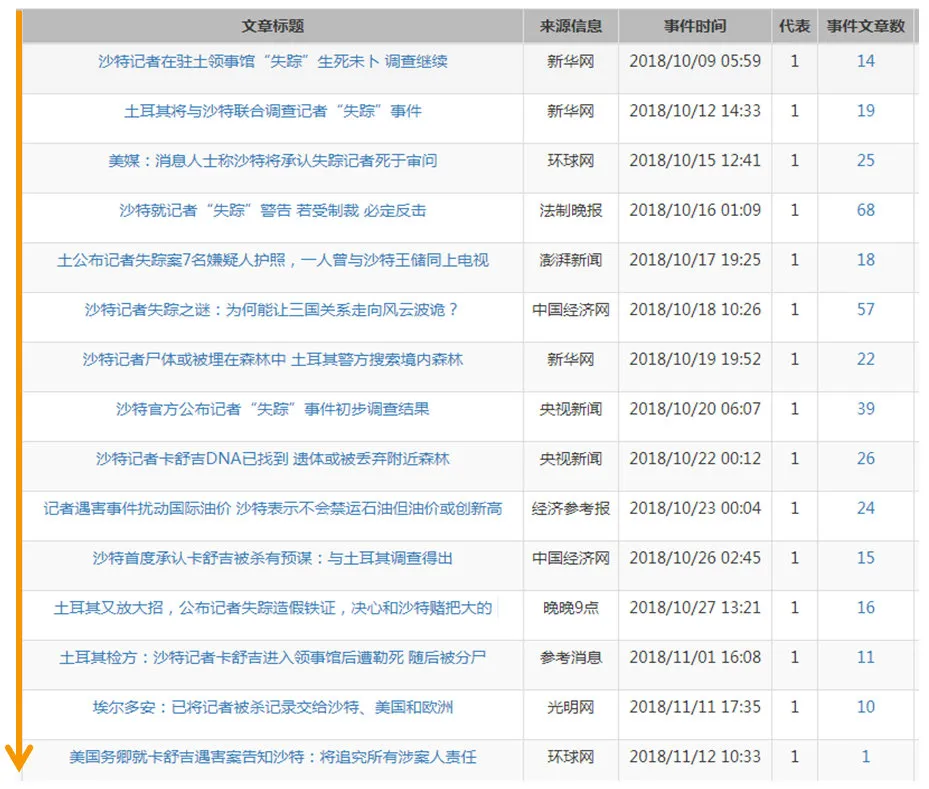 文章标题 来源信息 事件时间 代表 事件文章数
沙特记者在驻土领事馆“失踪”生死未卜 调查继续 新华网 2018/10/09 05:59 1 14
土耳其将与沙特联合调查记者“失踪”事件 新华网 2018/10/12 14:33 1 19
美媒：消息人士称沙特将承认失踪记者死于审问 环球网 2018/10/15 12:41 1 25
沙特就记者“失踪”警告 若受制裁 必定反击 法制晚报 2018/10/16 01:09 1 68
土公布记者失踪案7名嫌疑人护照，一人曾与沙特王储同上电视 澎湃新闻 2018/10/17 19:25 1 18
沙特记者失踪之谜：为何能让三国关系走向风云波诡？ 中国经济网 2018/10/18 10:26 1 57
沙特记者尸体或被埋在森林中 土耳其警方搜索境内森林 新华网 2018/10/19 19:52 1 22
沙特官方公布记者“失踪”事件初步调查结果 央视新闻 2018/10/20 06:07 1 39
沙特记者卡舒吉DNA已找到 遗体或被丢弃附近森林 央视新闻 2018/10/22 00:12 1 26
记者遇害事件扰动国际油价 沙特表示不会禁运石油但油价或创新高 经济参考报 2018/10/23 00:04 1 24
沙特首度承认卡舒吉被杀有预谋：与土耳其调查得出 中国经济网 2018/10/26 02:45 1 15
土耳其又放大招，公布记者失踪造假铁证，决心和沙特赌把大的 晚晚9点 2018/10/27 13:21 1 16
土耳其检方：沙特记者卡舒吉进入领事馆后遭勒死 随后被分尸 参考消息 2018/11/01 16:08 1 11
埃尔多安：已将记者被杀记录交给沙特、美国和欧洲 光明网 2018/11/11 17:35 1 10
美国务卿就卡舒吉遇害案告知沙特：将追究所有涉案人责任 环球网 2018/11/12 10:33 1 1